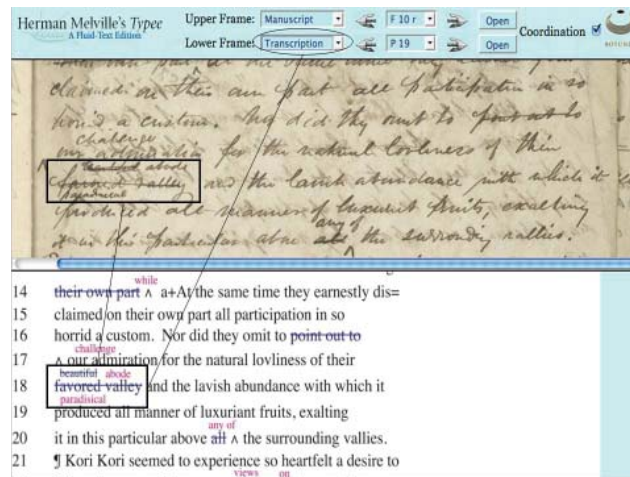 Herman Melville's Typee
A Fluid-Text Edition
Upper Frame: Manuscript F 10 r Open
Lower Frame: Transcription P 19 Open
Coordination
claimed on their own part all participation in so
horrid a custom. Nor did they omit to point out to
challenge
our admiration for the natural lovliness of their
beautiful abode
favored valley and the lavish abundance with which it
paradisical
produced all manner of luxuriant fruits, exalting
any of
it in this particular above all the surrounding vallies.
while
14 their own part ʌ a+At the same time they earnestly dis=
15 claimed on their own part all participation in so
16 horrid a custom. Nor did they omit to point out to
challenge
17 ʌ our admiration for the natural lovliness of their
beautiful abode
18 favored valley and the lavish abundance with which it
paradisical
19 produced all manner of luxuriant fruits, exalting
any of
20 it in this particular above all ʌ the surrounding vallies.
21 ¶ Kori Kori seemed to experience so heartfelt a desire to
views on